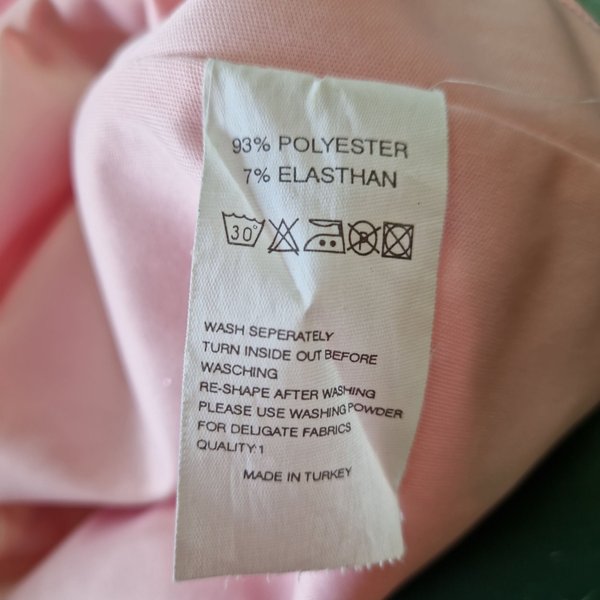 93% POLYESTER
7% ELASTHAN
30°
P
WASH SEPERATELY
TURN INSIDE OUT BEFORE
WASCHING
RE-SHAPE AFTER WASHING
PLEASE USE WASHING POWDER
FOR DELIGATE FABRICS
QUALITY:1
MADE IN TURKEY